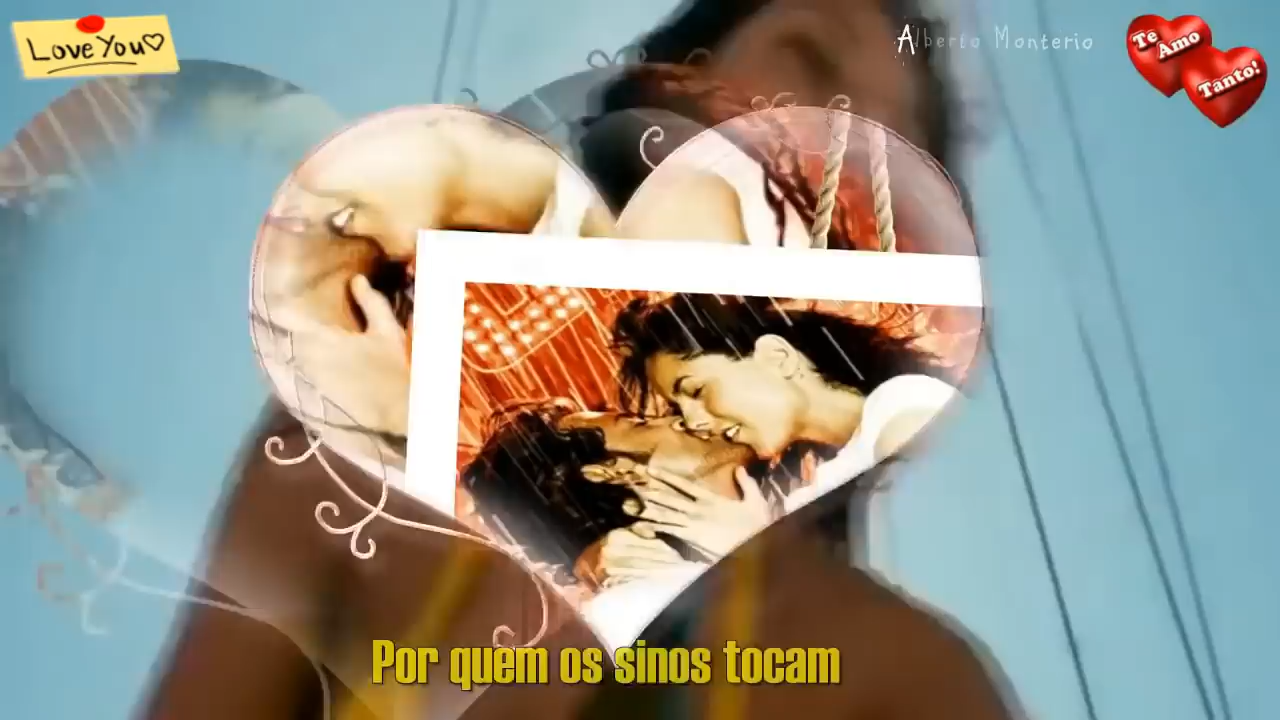 Love You♡
Alberto Monterio
Te
Amo
Tanto!
Por quem os sinos tocam